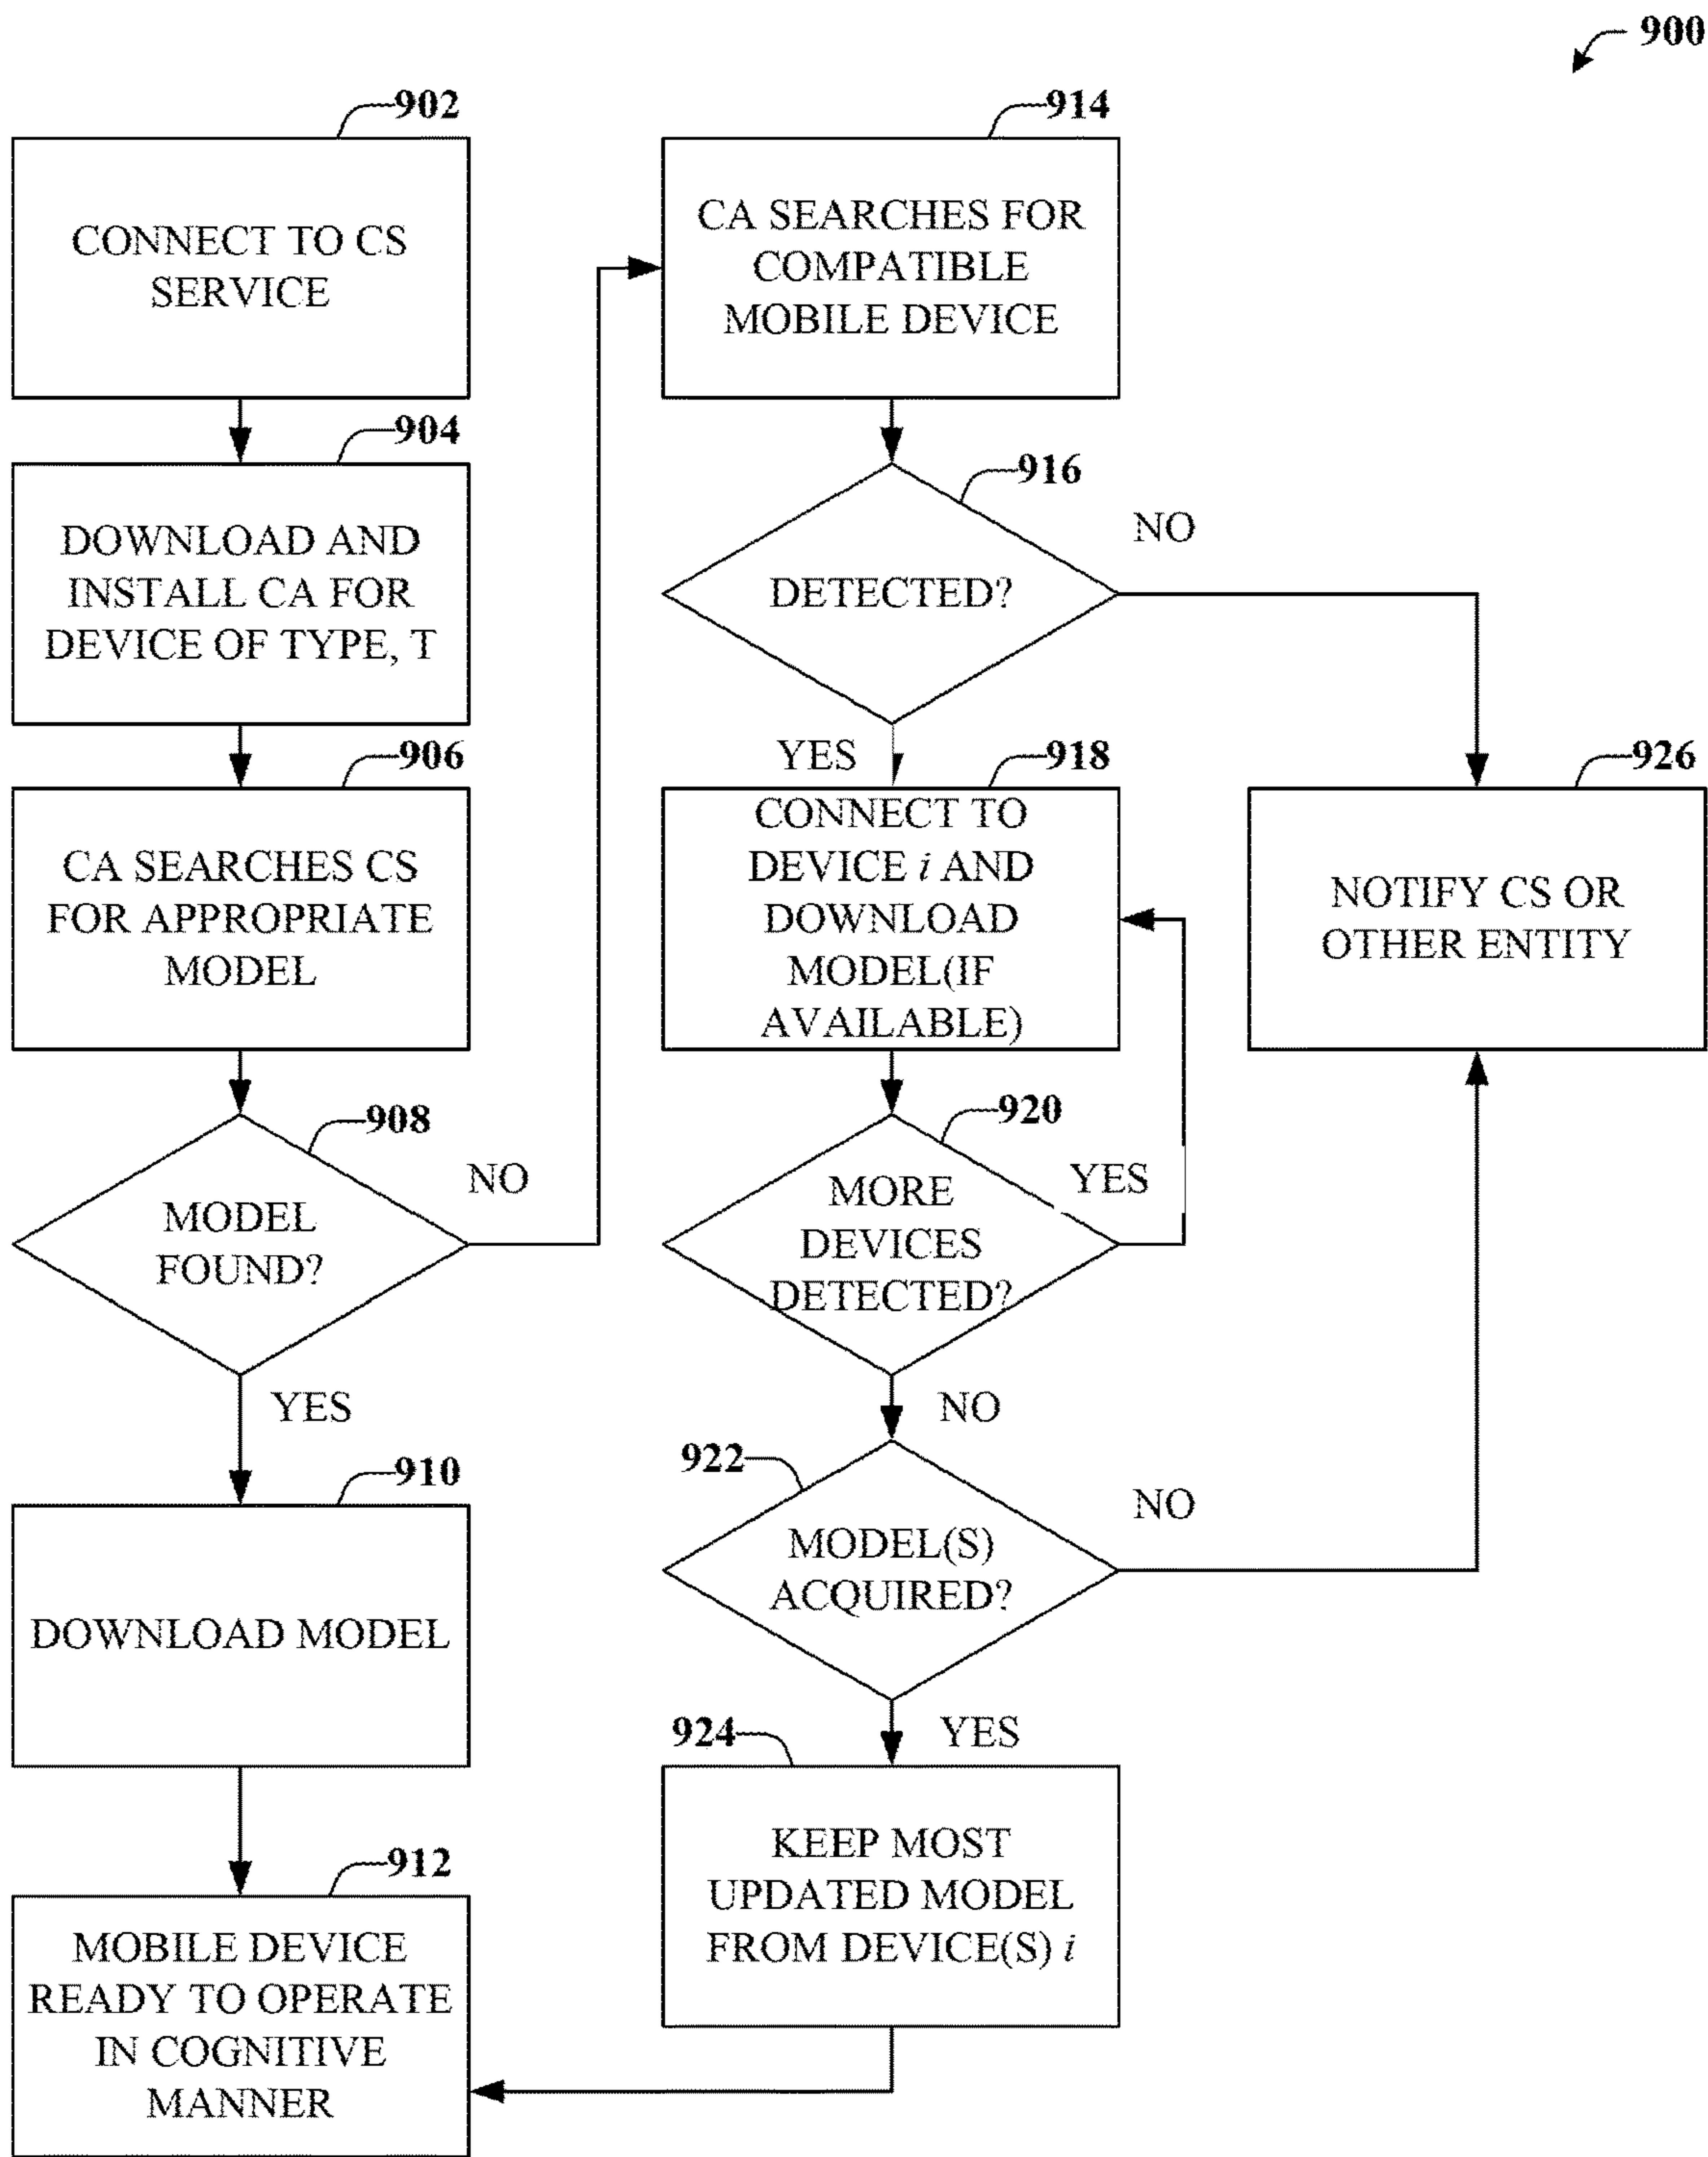 900
902
CONNECT TO CS
SERVICE
904
DOWNLOAD AND
INSTALL CA FOR
DEVICE OF TYPE, T
906
CA SEARCHES CS
FOR APPROPRIATE
MODEL
908
MODEL
FOUND?
NO
YES
910
DOWNLOAD MODEL
912
MOBILE DEVICE
READY TO OPERATE
IN COGNITIVE
MANNER
914
CA SEARCHES FOR
COMPATIBLE
MOBILE DEVICE
916
DETECTED?
NO
YES
918
CONNECT TO
DEVICE i AND
DOWNLOAD
MODEL(IF
AVAILABLE)
920
MORE
DEVICES
DETECTED?
YES
NO
922
MODEL(S)
ACQUIRED?
NO
YES
924
KEEP MOST
UPDATED MODEL
FROM DEVICE(S) i
926
NOTIFY CS OR
OTHER ENTITY